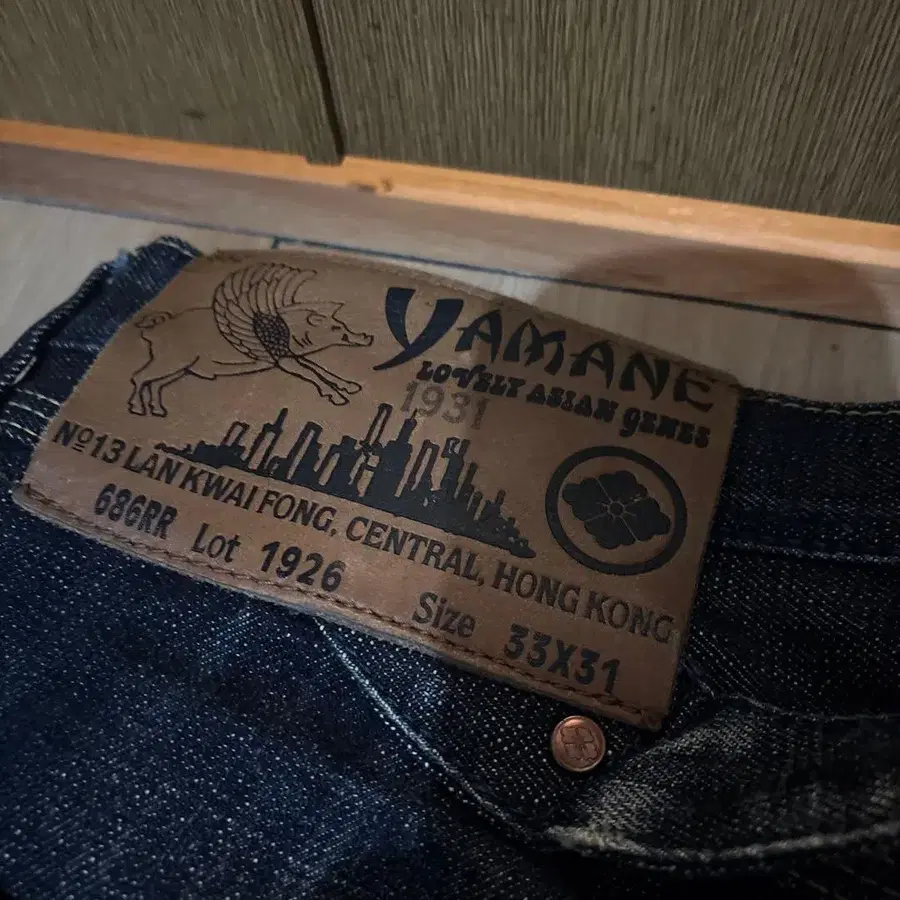 YAMANE
LOVELY ASIAN GENES
1931
Nº13 LAN KWAI FONG, CENTRAL, HONG KONG
686RR Lot 1926
Size 33X31